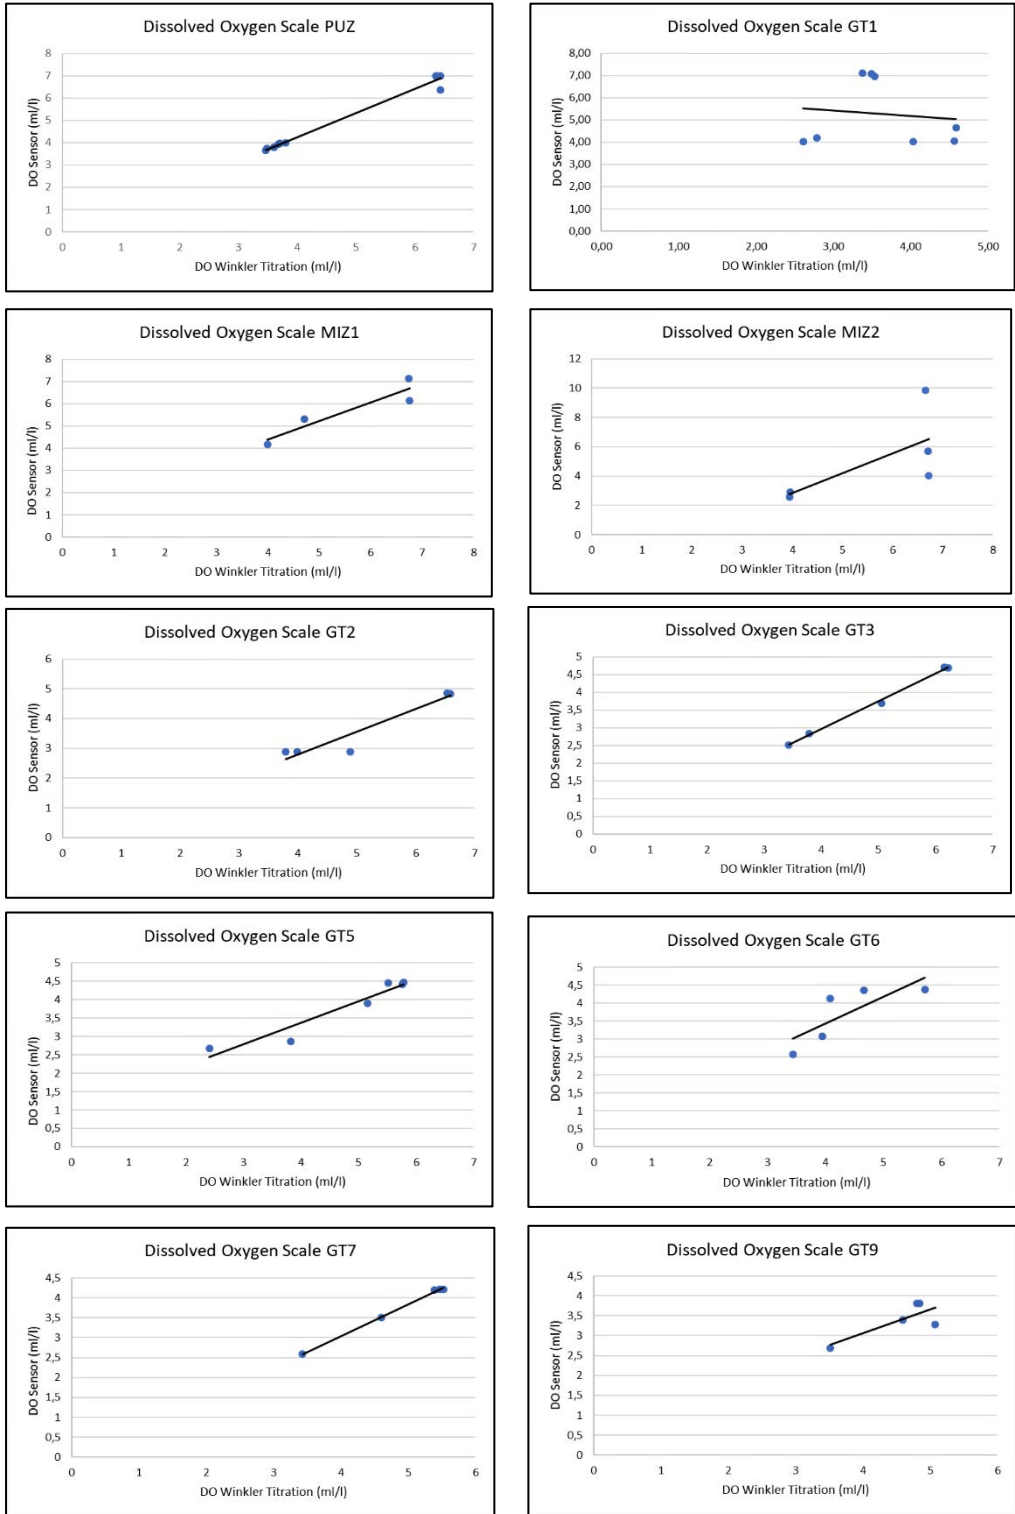 Dissolved Oxygen Scale PUZ
DO Sensor (ml/l)
8
7
6
5
4
3
2
1
0
0 1 2 3 4 5 6 7
DO Winkler Titration (ml/l)
Dissolved Oxygen Scale GT1
DO Sensor (ml/l)
8,00
7,00
6,00
5,00
4,00
3,00
2,00
1,00
0,00
0,00 1,00 2,00 3,00 4,00 5,00
DO Winkler Titration (ml/l)
Dissolved Oxygen Scale MIZ1
DO Sensor (ml/l)
8
7
6
5
4
3
2
1
0
0 1 2 3 4 5 6 7 8
DO Winkler Titration (ml/l)
Dissolved Oxygen Scale MIZ2
DO Sensor (ml/l)
12
10
8
6
4
2
0
0 1 2 3 4 5 6 7 8
DO Winkler Titration (ml/l)
Dissolved Oxygen Scale GT2
DO Sensor (ml/l)
6
5
4
3
2
1
0
0 1 2 3 4 5 6 7
DO Winkler Titration (ml/l)
Dissolved Oxygen Scale GT3
DO Sensor (ml/l)
5
4,5
4
3,5
3
2,5
2
1,5
1
0,5
0
0 1 2 3 4 5 6 7
DO Winkler Titration (ml/l)
Dissolved Oxygen Scale GT5
DO Sensor (ml/l)
5
4,5
4
3,5
3
2,5
2
1,5
1
0,5
0
0 1 2 3 4 5 6 7
DO Winkler Titration (ml/l)
Dissolved Oxygen Scale GT6
DO Sensor (ml/l)
5
4,5
4
3,5
3
2,5
2
1,5
1
0,5
0
0 1 2 3 4 5 6 7
DO Winkler Titration (ml/l)
Dissolved Oxygen Scale GT7
DO Sensor (ml/l)
4,5
4
3,5
3
2,5
2
1,5
1
0,5
0
0 1 2 3 4 5 6
DO Winkler Titration (ml/l)
Dissolved Oxygen Scale GT9
DO Sensor (ml/l)
4,5
4
3,5
3
2,5
2
1,5
1
0,5
0
0 1 2 3 4 5 6
DO Winkler Titration (ml/l)